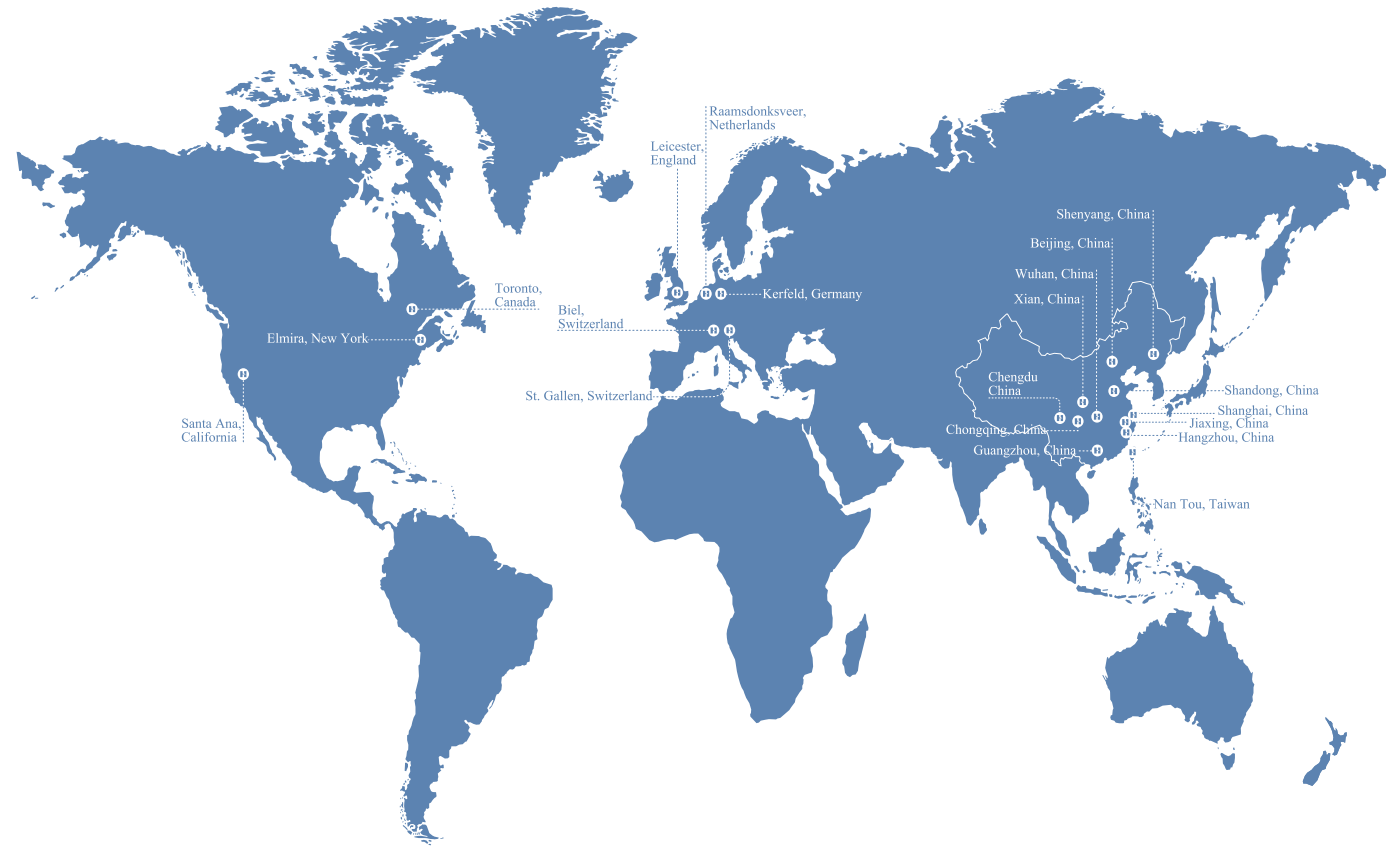 Raamsdonksveer,
Netherlands
Leicester,
England
Shenyang, China
Beijing, China
Wuhan, China
Xian, China
Toronto,
Canada
Kerfeld, Germany
Biel,
Switzerland
Elmira, New York
Chengdu
China
St. Gallen, Switzerland
Shandong, China
Shanghai, China
Santa Ana,
California
Jiaxing, China
Chongqing, China
Hangzhou, China
Guangzhou, China
Nan Tou, Taiwan